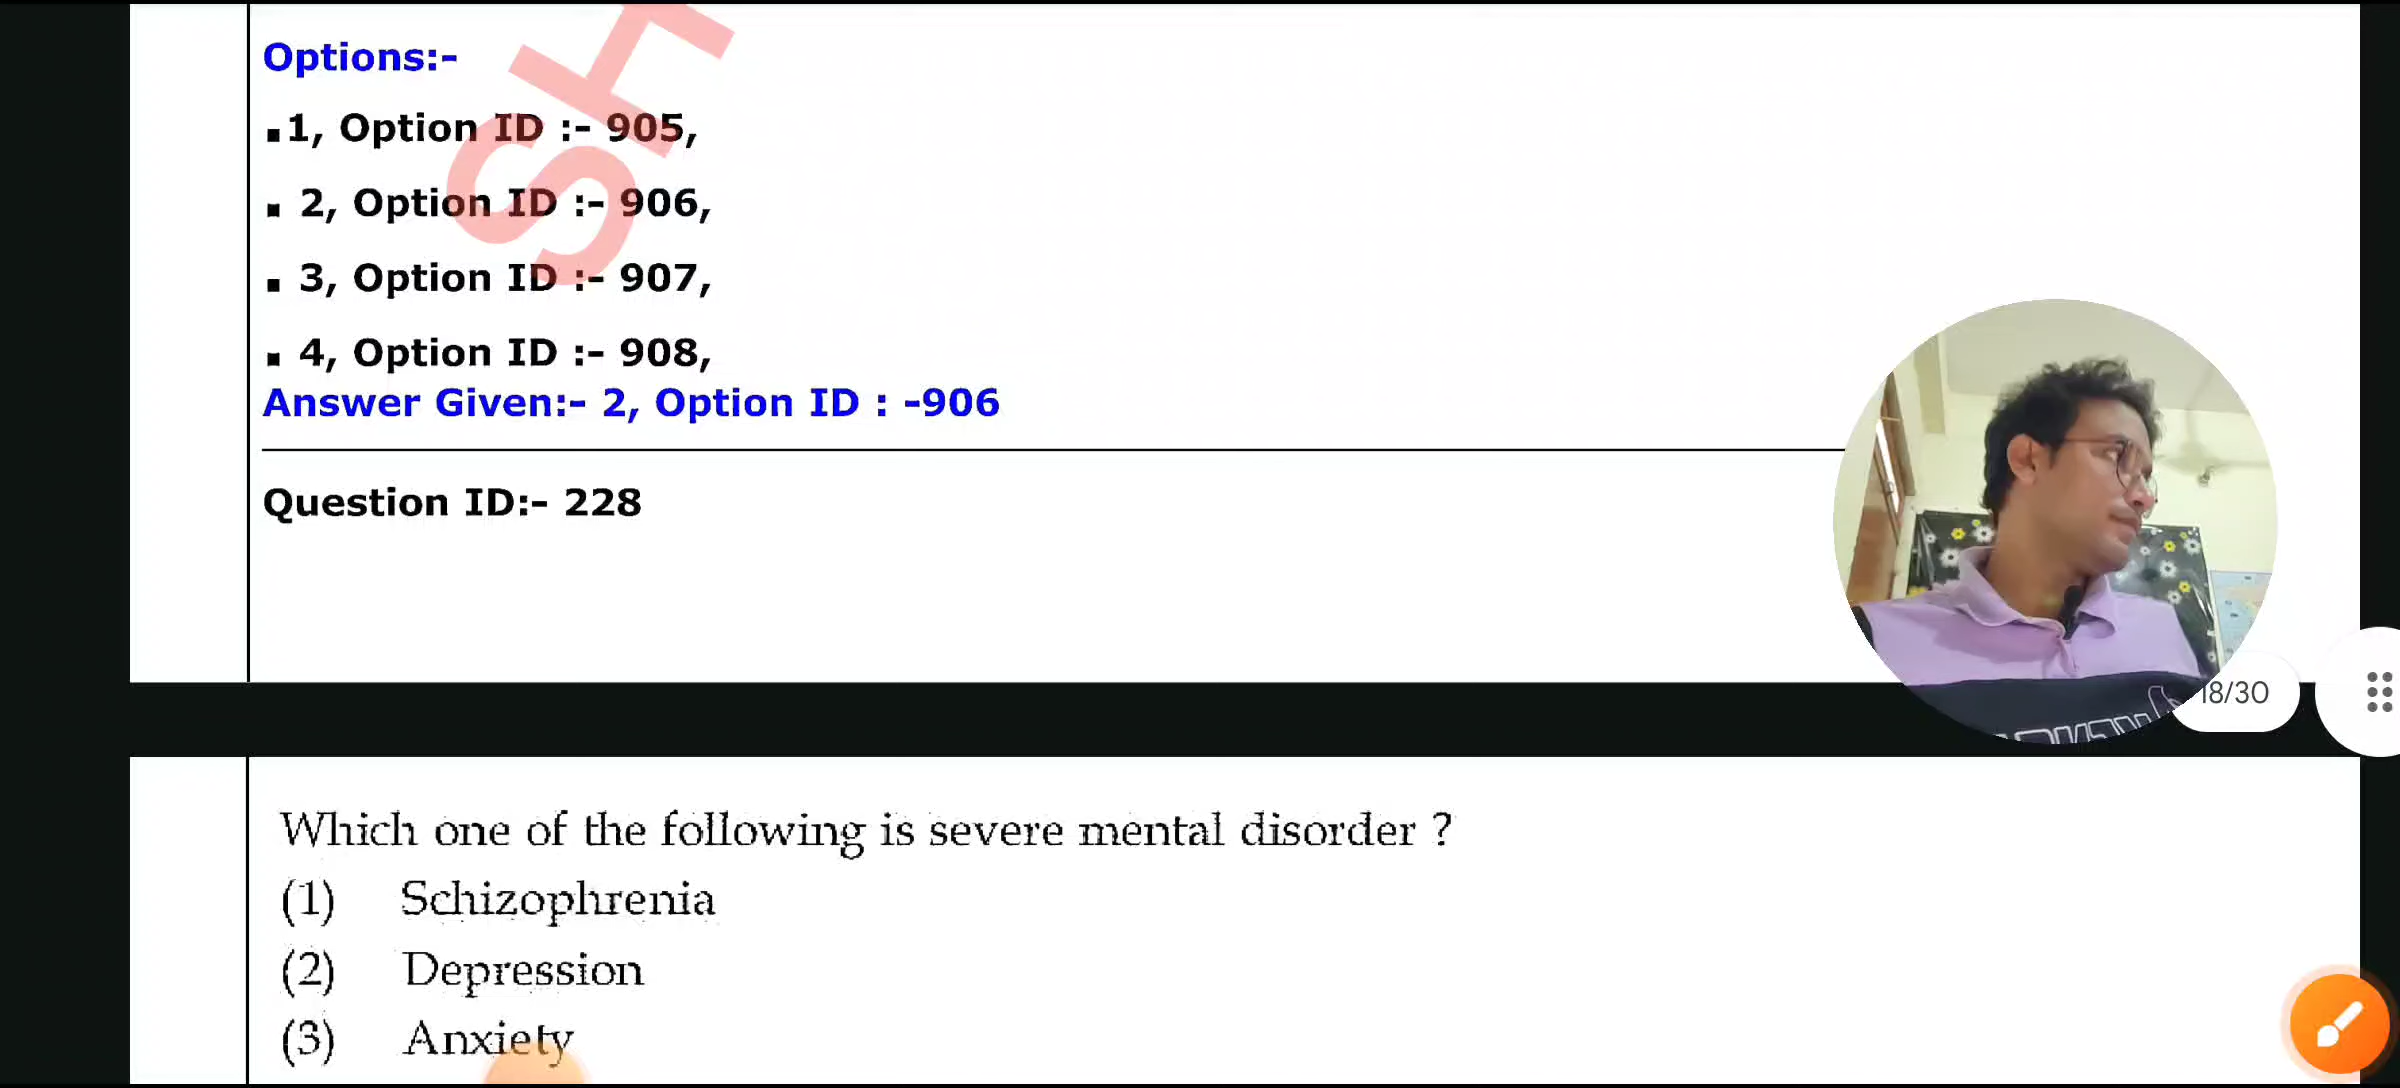 Options:-
1, Option ID :- 905,
2, Option ID :- 906,
3, Option ID :- 907,
4, Option ID :- 908,
Answer Given:- 2, Option ID : -906
Question ID:- 228
18/30
Which one of the following is severe mental disorder ?
(1) Schizophrenia
(2) Depression
(3) Anxiety
SH